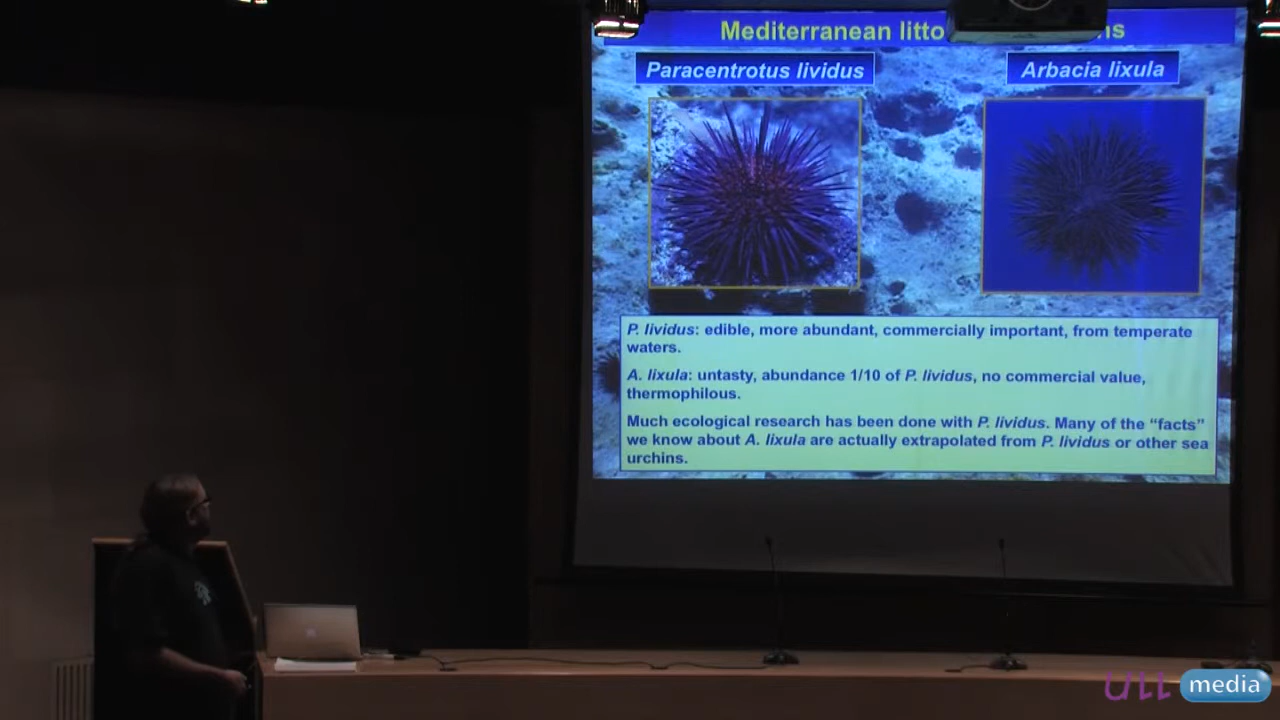 Mediterranean litto ns
Paracentrotus lividus
Arbacia lixula
P. lividus: edible, more abundant, commercially important, from temperate
waters.
A. lixula: untasty, abundance 1/10 of P. lividus, no commercial value,
thermophilous.
Much ecological research has been done with P. lividus. Many of the “facts”
we know about A. lixula are actually extrapolated from P. lividus or other sea
urchins.
ULL media